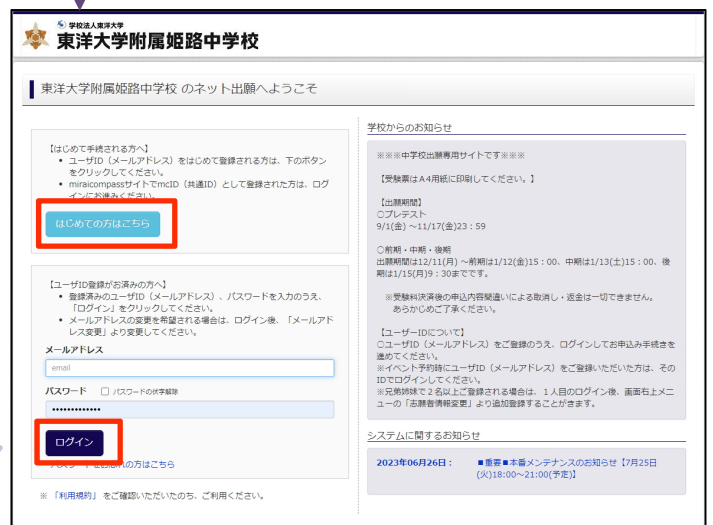 学校法人東洋大学
東洋大学附属姫路中学校
東洋大学附属姫路中学校 のネット出願へようこそ
【はじめて手続される方へ】
• ユーザID（メールアドレス）をはじめて登録される方は、下のボタン
をクリックしてください。
• miraicompassサイトでmcID（共通ID）として登録された方は、ログ
インにお進みください。
はじめての方はこちら
【ユーザID登録がお済みの方へ】
• 登録済みのユーザID（メールアドレス）、パスワードを入力のうえ、
「ログイン」をクリックしてください。
• メールアドレスの変更を希望される場合は、ログイン後、「メールアド
レス変更」より変更してください。
メールアドレス
email
パスワード □ パスワードの伏字解除
•••••••••••••
ログイン
パスワードをお忘れの方はこちら
※ 「利用規約」 をご確認いただいたのち、ご利用ください。
学校からのお知らせ
※※※中学校出願専用サイトです※※※
【受験票はＡ4用紙に印刷してください。】
【出願期間】
○プレテスト
9/1(金) ～11/17(金)23：59
○前期・中期・後期
出願期間は12/11(月) ～前期は1/12(金)15：00、中期は1/13(土)15：00、後
期は1/15(月)9：30までです。
※受験料決済後の申込内容間違いによる取消し・返金は一切できません。
あらかじめご了承ください。
【ユーザーIDについて】
○ユーザID（メールアドレス）をご登録のうえ、ログインしてお申込み手続きを
進めてください。
※イベント予約時にユーザID（メールアドレス）をご登録いただいた方は、その
IDでログインしてください。
※兄弟姉妹で２名以上ご登録される場合は、１人目のログイン後、画面右上メニ
ューの「志願者情報変更」より追加登録することがきます。
システムに関するお知らせ
2023年06月26日： ■重要■本番メンテナンスのお知らせ【7月25日
(火)18:00～21:00(予定)】